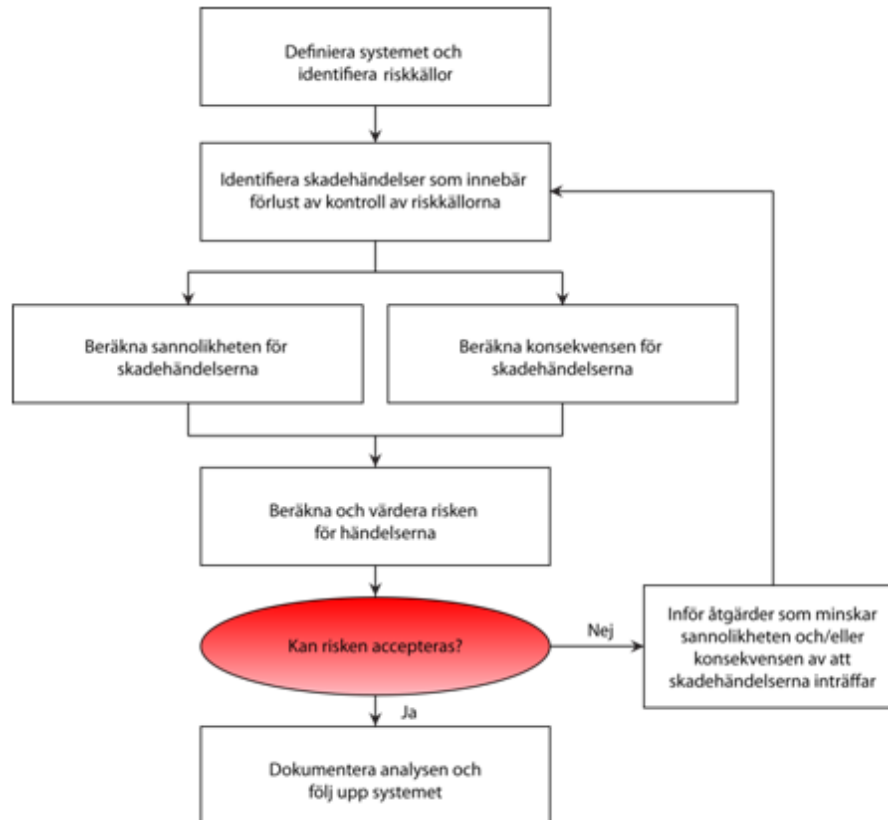 Definiera systemet och
identifiera riskkällor
Identifiera skadehändelser som innebär
förlust av kontroll av riskkällorna
Beräkna sannolikheten för
skadehändelserna
Beräkna konsekvensen för
skadehändelserna
Beräkna och värdera risken
för händelserna
Kan risken accepteras?
Nej
Inför åtgärder som minskar
sannolikheten och/eller
konsekvensen av att
skadehändelserna inträffar
Ja
Dokumentera analysen och
följ upp systemet